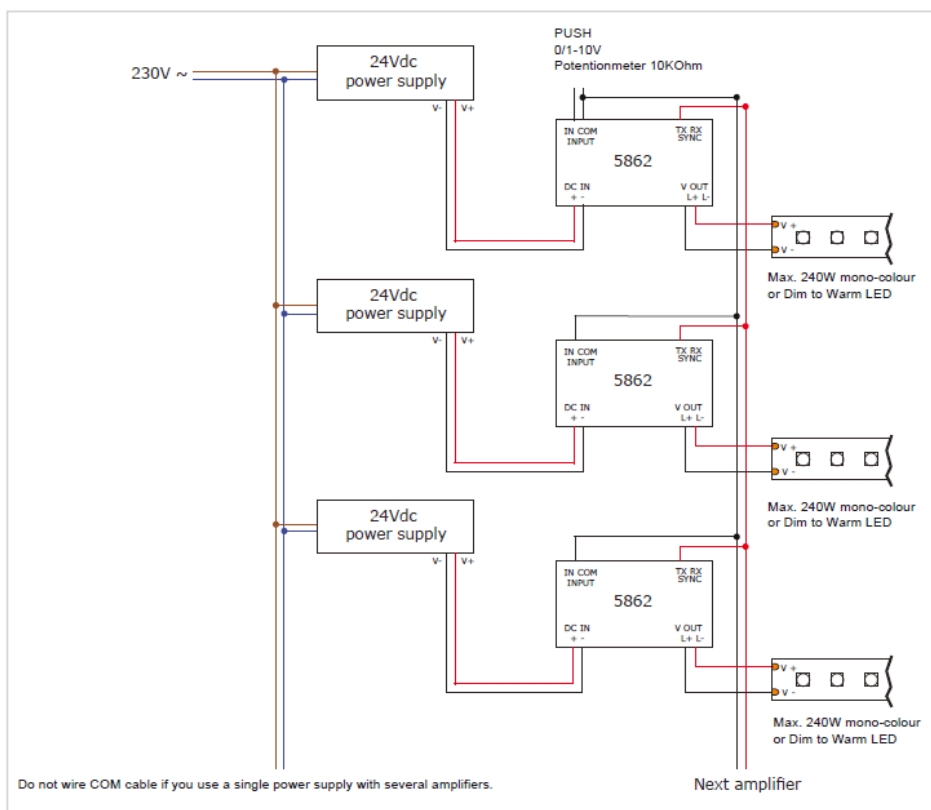 PUSH
0/1-10V
Potentionmeter 10KOhm
230V ~
24Vdc
power supply
V- V+
IN COM
INPUT
TX RX
SYNC
5862
DC IN
+ -
V OUT
L+ L-
V +
V -
Max. 240W mono-colour
or Dim to Warm LED
24Vdc
power supply
V- V+
IN COM
INPUT
TX RX
SYNC
5862
DC IN
+ -
V OUT
L+ L-
V +
V -
Max. 240W mono-colour
or Dim to Warm LED
24Vdc
power supply
V- V+
IN COM
INPUT
TX RX
SYNC
5862
DC IN
+ -
V OUT
L+ L-
V +
V -
Max. 240W mono-colour
or Dim to Warm LED
Do not wire COM cable if you use a single power supply with several amplifiers.
Next amplifier